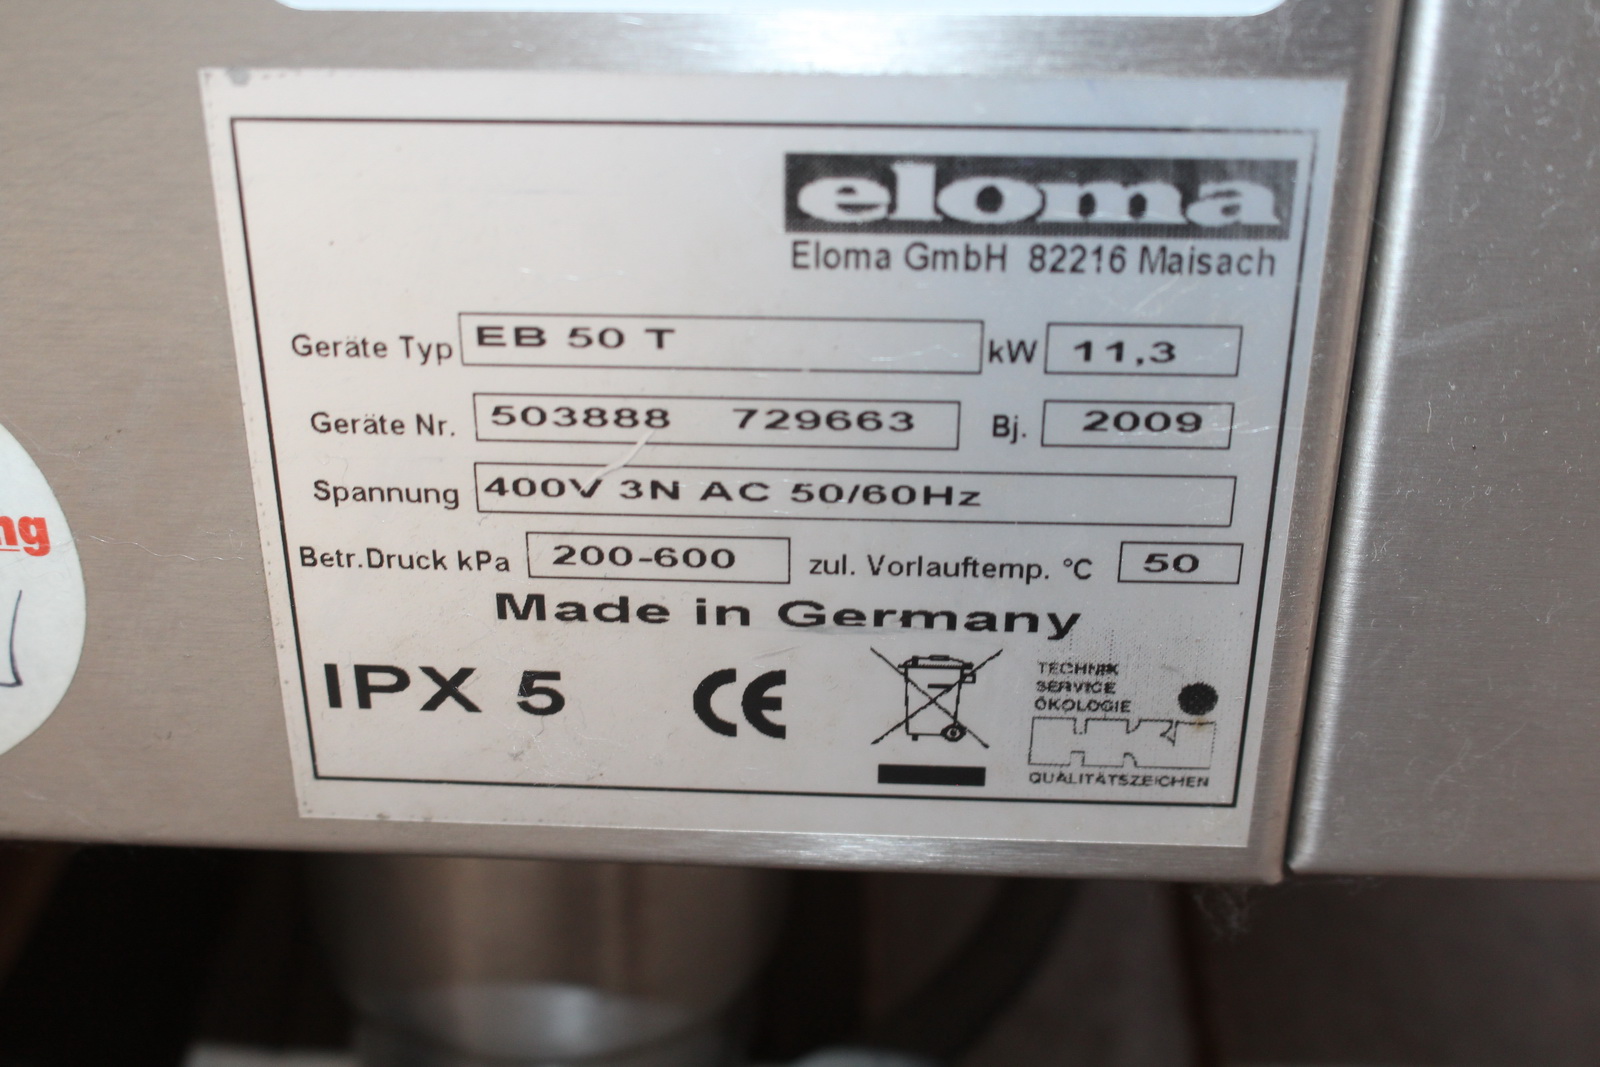 eloma
Eloma GmbH 82216 Maisach
Geräte Typ EB 50 T kW 11,3
Geräte Nr. 503888 729663 Bj. 2009
Spannung 400V 3N AC 50/60Hz
Betr.Druck kPa 200-600 zul. Vorlauftemp. °C 50
Made in Germany
IPX 5 CE
TECHNIK
SERVICE
ÖKOLOGIE
HKI
QUALITÄTSZEICHEN
ng